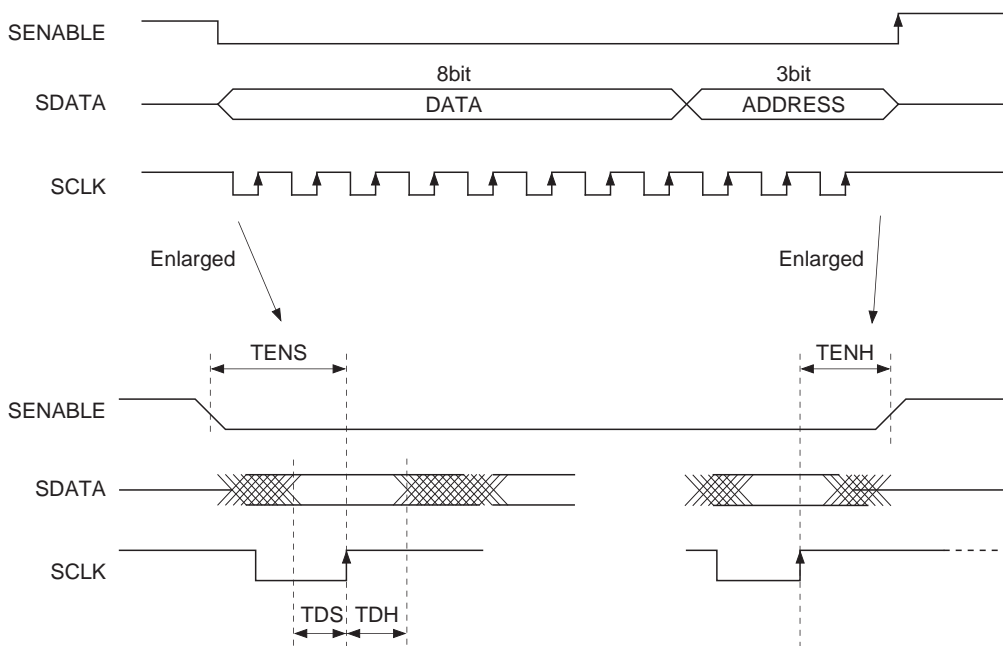 SENABLE
8bit 3bit
SDATA DATA ADDRESS
SCLK
Enlarged Enlarged
TENS TENH
SENABLE
SDATA
SCLK
TDS TDH